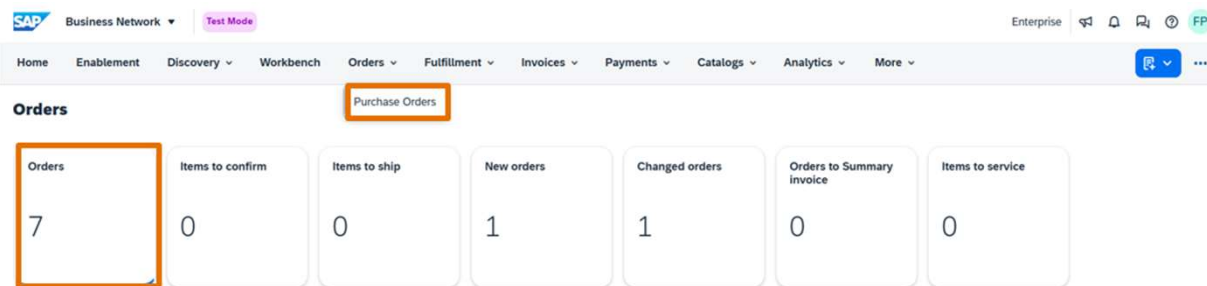 SAP Business Network Test Mode Enterprise FP
Home Enablement Discovery Workbench Orders Fulfillment Invoices Payments Catalogs Analytics More
Purchase Orders
Orders
Orders Items to confirm Items to ship New orders Changed orders Orders to Summary Items to service
invoice
7 0 0 1 1 0 0